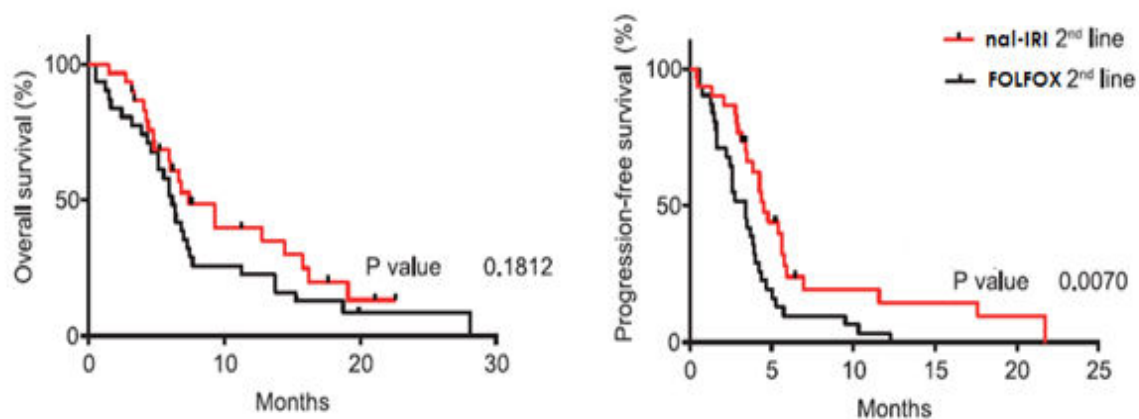 Overall survival (%)
100
50
0
0 10 20 30
Months
P value 0.1812
Progression-free survival (%)
100
50
0
0 5 10 15 20 25
Months
nal-IRI 2nd line
FOLFOX 2nd line
P value 0.0070